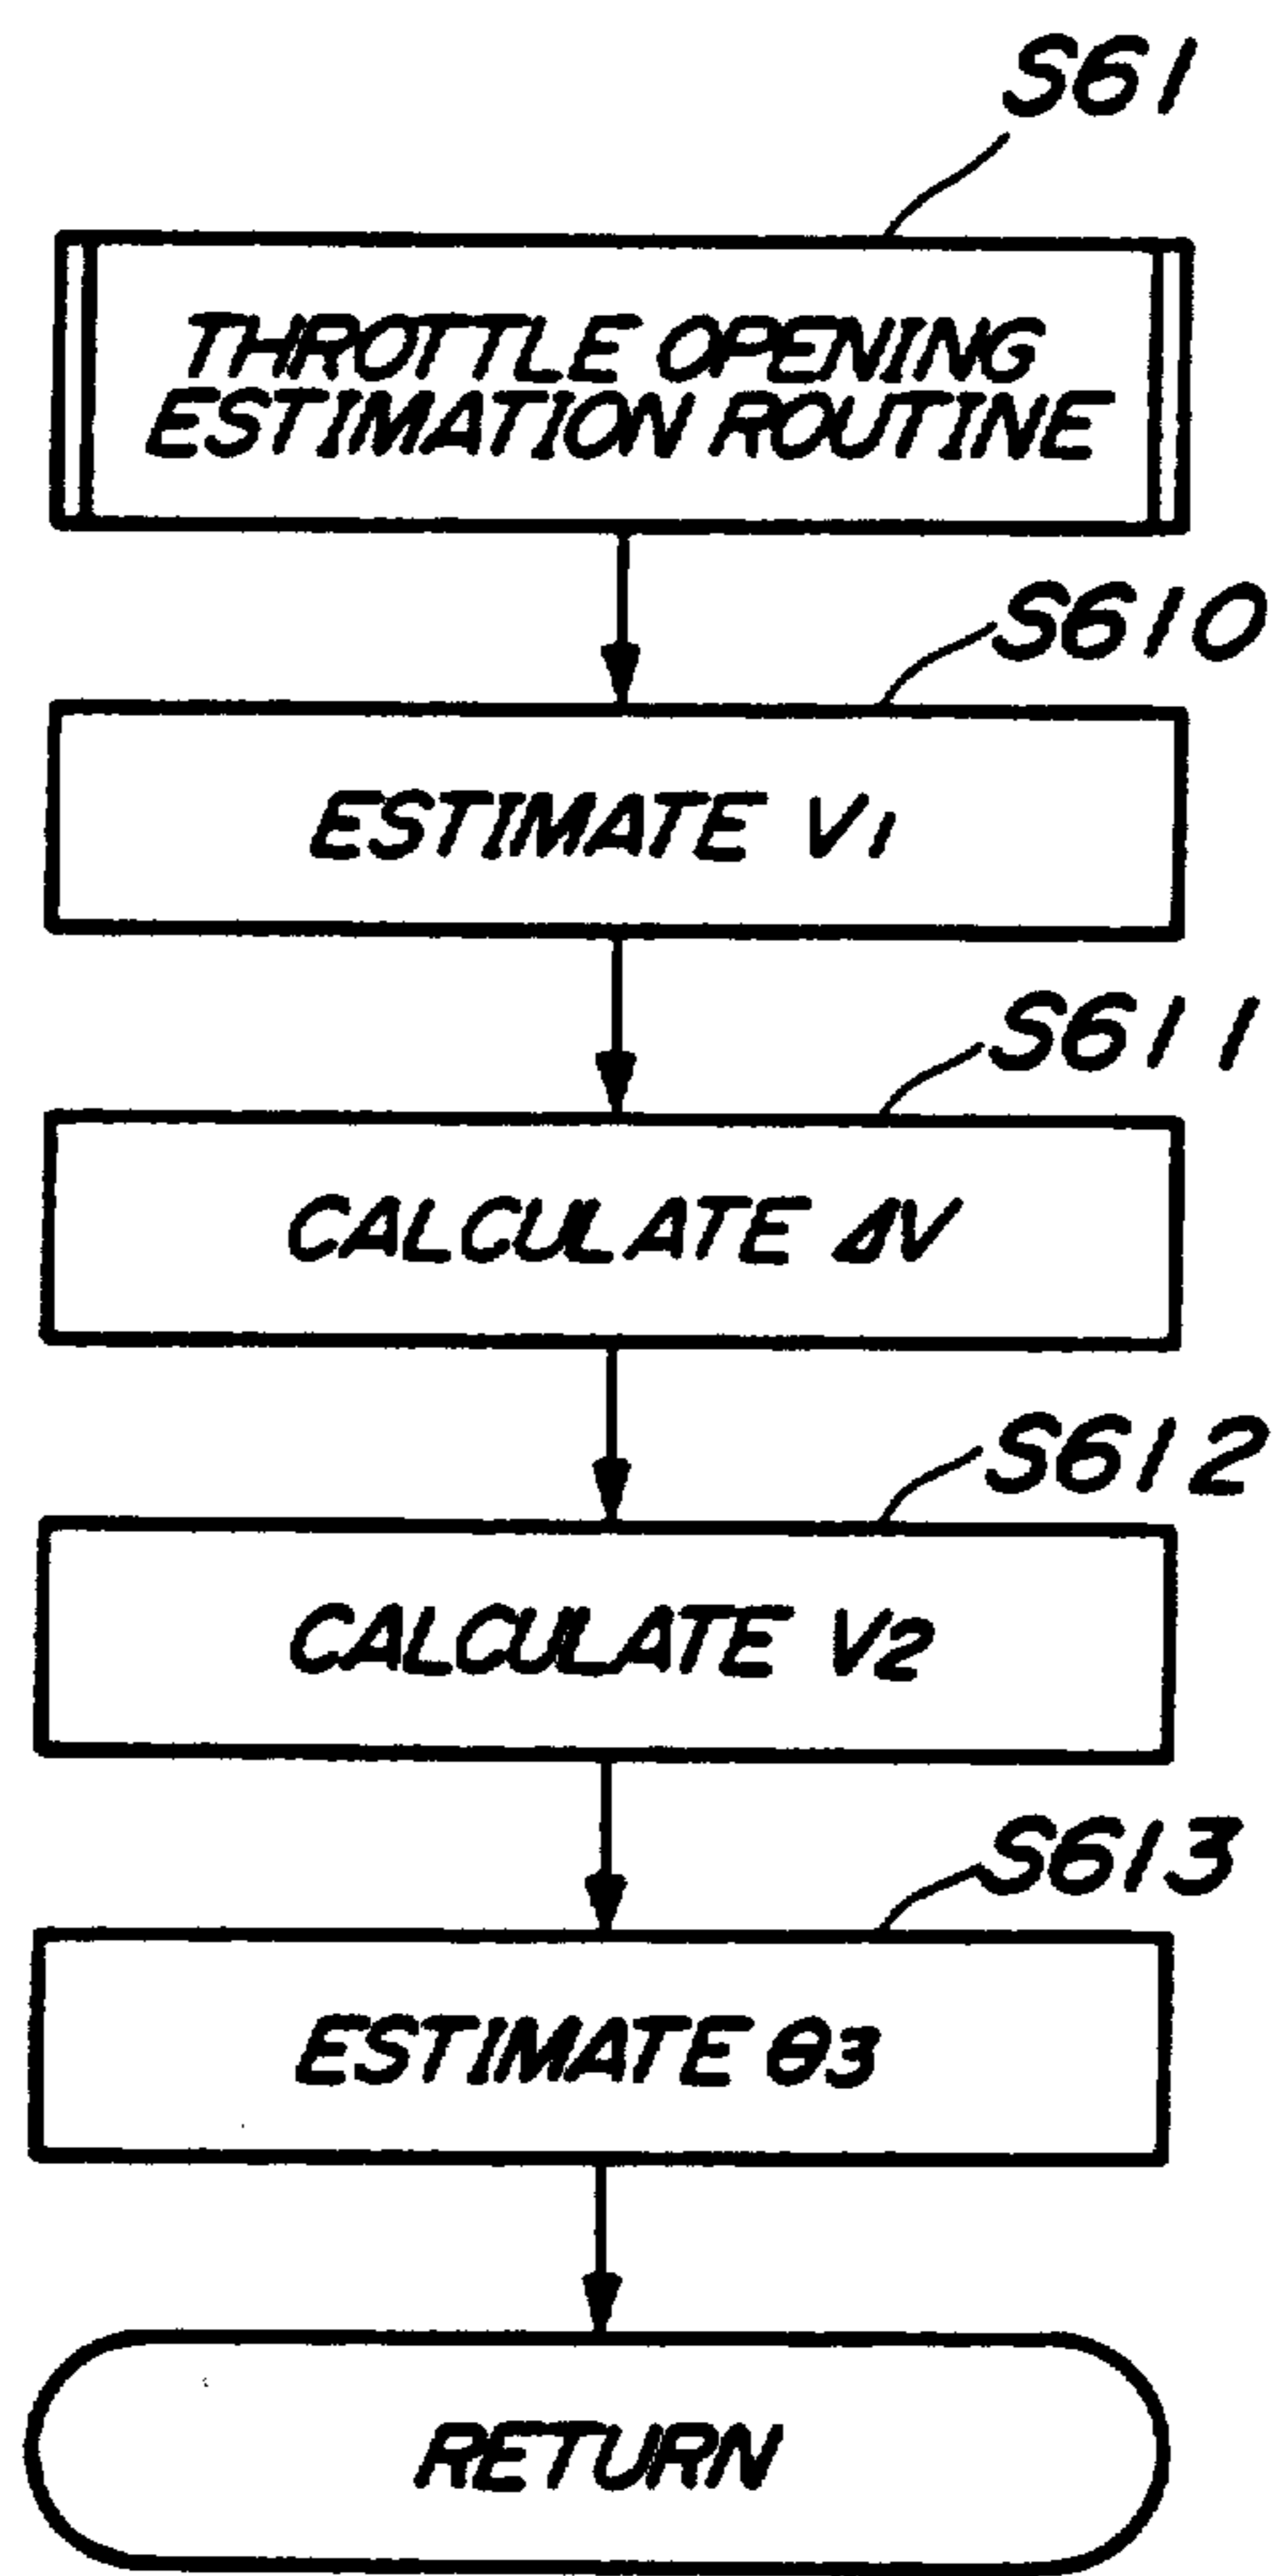 S61
THROTTLE OPENING
ESTIMATION ROUTINE
S610
ESTIMATE V1
S611
CALCULATE ΔV
S612
CALCULATE V2
S613
ESTIMATE θ3
RETURN